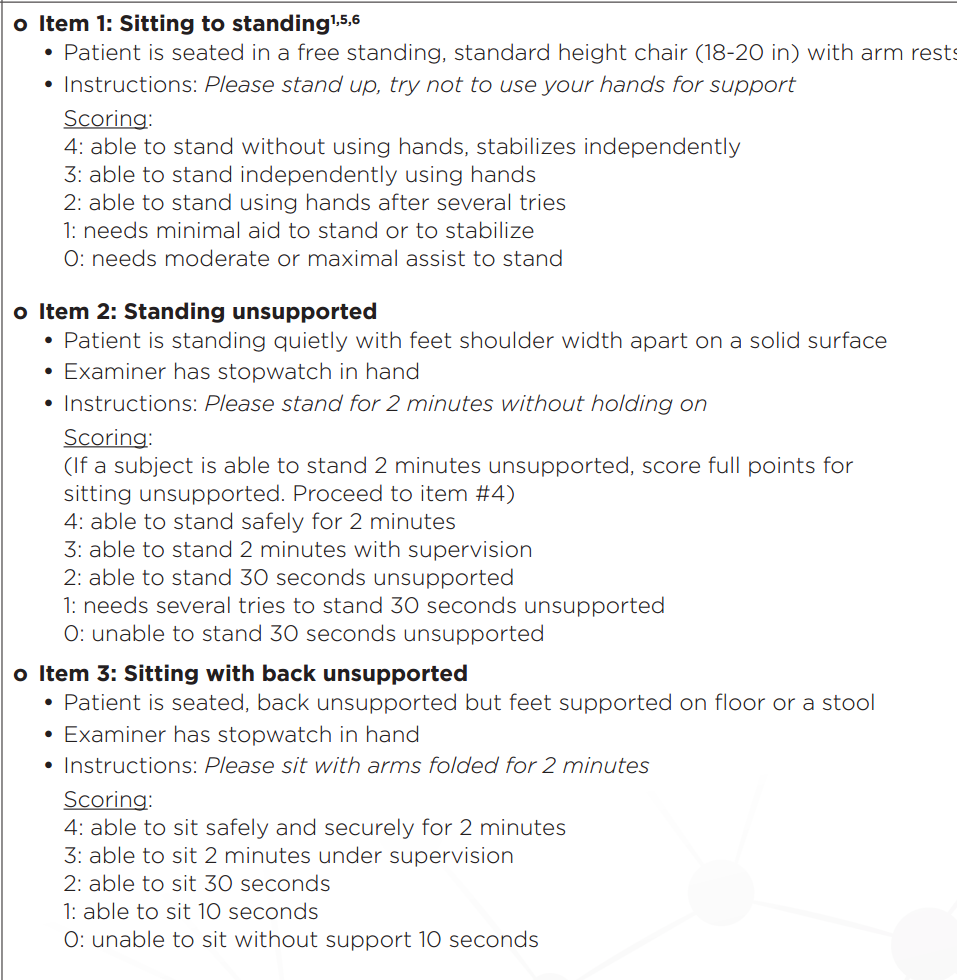 o Item 1: Sitting to standing1,5,6
• Patient is seated in a free standing, standard height chair (18-20 in) with arm rests
• Instructions: Please stand up, try not to use your hands for support
Scoring:
4: able to stand without using hands, stabilizes independently
3: able to stand independently using hands
2: able to stand using hands after several tries
1: needs minimal aid to stand or to stabilize
0: needs moderate or maximal assist to stand
o Item 2: Standing unsupported
• Patient is standing quietly with feet shoulder width apart on a solid surface
• Examiner has stopwatch in hand
• Instructions: Please stand for 2 minutes without holding on
Scoring:
(If a subject is able to stand 2 minutes unsupported, score full points for
sitting unsupported. Proceed to item #4)
4: able to stand safely for 2 minutes
3: able to stand 2 minutes with supervision
2: able to stand 30 seconds unsupported
1: needs several tries to stand 30 seconds unsupported
0: unable to stand 30 seconds unsupported
o Item 3: Sitting with back unsupported
• Patient is seated, back unsupported but feet supported on floor or a stool
• Examiner has stopwatch in hand
• Instructions: Please sit with arms folded for 2 minutes
Scoring:
4: able to sit safely and securely for 2 minutes
3: able to sit 2 minutes under supervision
2: able to sit 30 seconds
1: able to sit 10 seconds
0: unable to sit without support 10 seconds